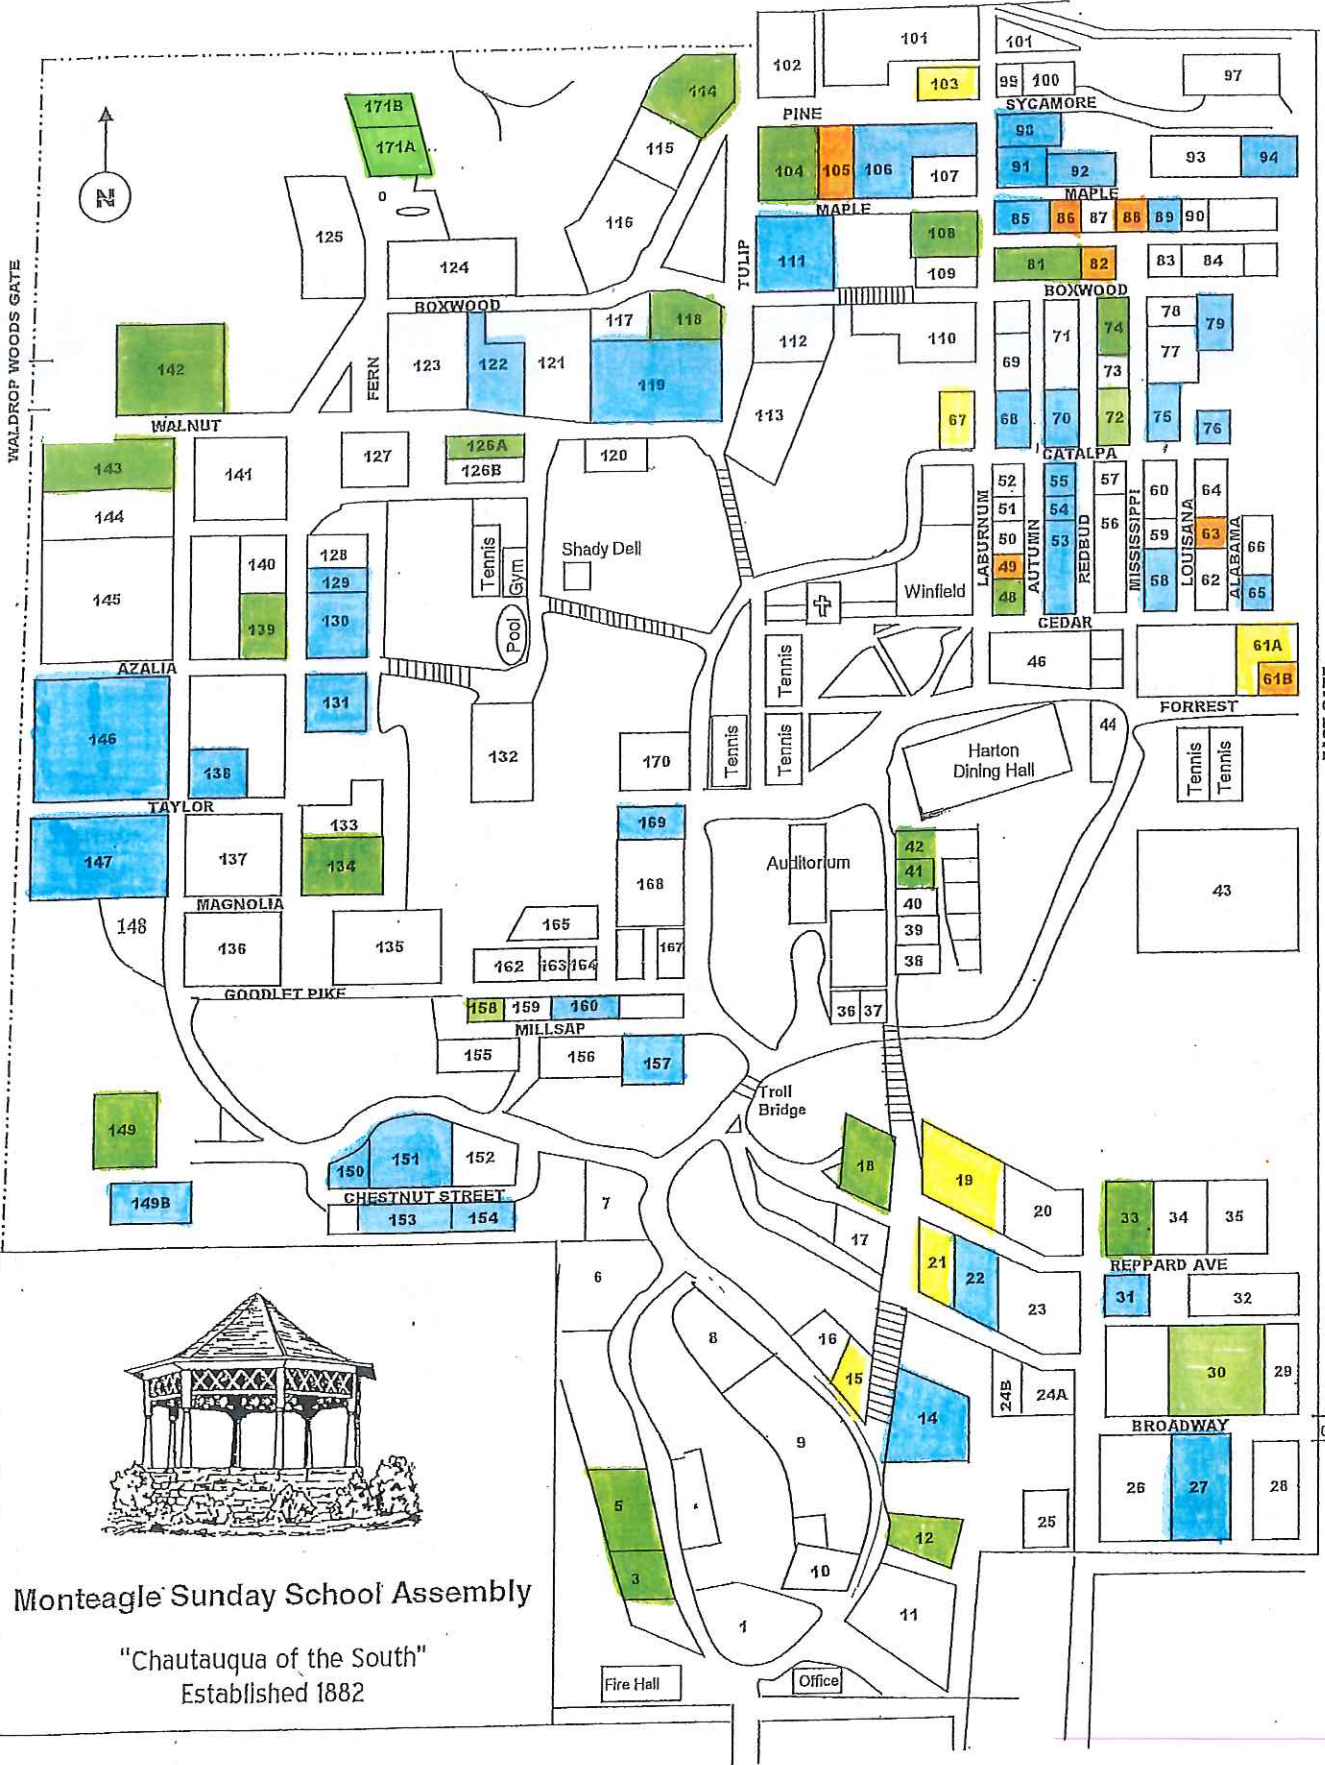 101
101
102
103
99 100
97
SYCAMORE
171B
171A
114
PINE
98
115
104 105 106
107
91
92
93
94
N
0
MAPLE
116
MAPLE
85 86 87 88 89 90
125
108
WALDROP WOODS GATE
124
TULIP
111
109
81
82
83 84
BOXWOOD
BOXWOOD
117
118
78
79
142
FERN
123
122
121
119
112
110
69
71
74
77
73
113
67
68
70
72
75
76
WALNUT
143
141
127
126A
126B
120
CATALPA
144
52
55
57
60
64
51
54
LABURNUM
AUTUMN
REDBUD
56
MISSISSIPPI
LOUISANA
ALABAMA
140
128
Tennis
Gym
Shady Dell
50
53
59
63
66
145
129
49
Winfield
48
58
62
65
139
130
Pool
CEDAR
AZALIA
Tennis
46
61A
61B
146
131
FORREST
138
132
170
Tennis
Tennis
44
Harton
Dining Hall
Tennis
Tennis
TAYLOR
133
169
147
137
134
Auditorium
42
41
43
168
MAGNOLIA
40
148
136
135
165
39
162
163
164
167
38
GOODLET PIKE
158 159 160
36 37
MILLSAP
155
156
157
Troll
Bridge
149
150
151
152
18
19
149B
CHESTNUT STREET
153
154
7
20
33 34 35
17
REPPARD AVE
6
21
22
23
31
32
8
16
15
24B
24A
30
29
14
BROADWAY
9
5
26
27
28
25
12
3
10
11
1
Monteagle Sunday School Assembly
"Chautauqua of the South"
Established 1882
Fire Hall
Office